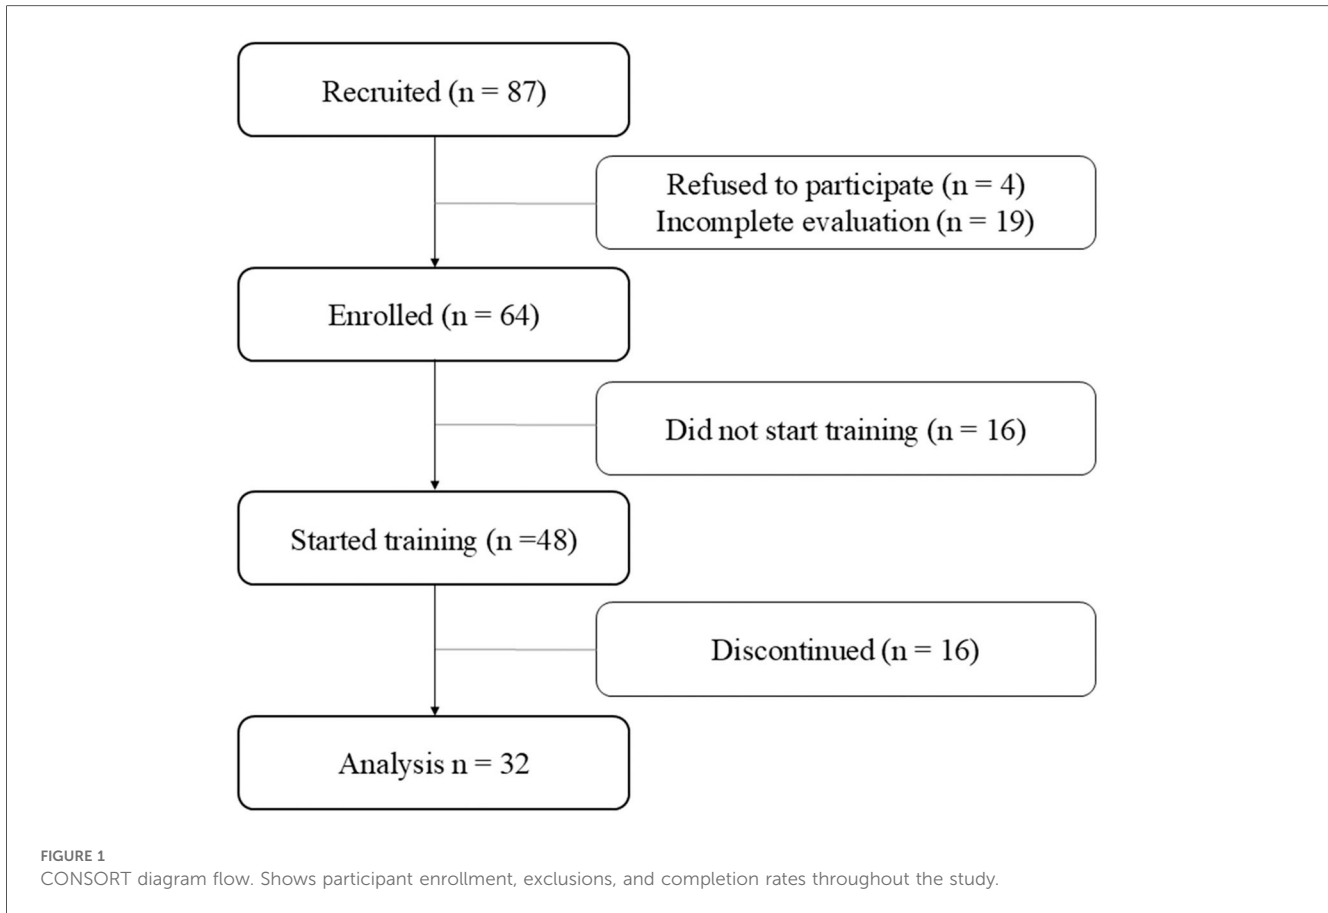 Recruited (n = 87)
Refused to participate (n = 4)
Incomplete evaluation (n = 19)
Enrolled (n = 64)
Did not start training (n = 16)
Started training (n =48)
Discontinued (n = 16)
Analysis n = 32
FIGURE 1
CONSORT diagram flow. Shows participant enrollment, exclusions, and completion rates throughout the study.